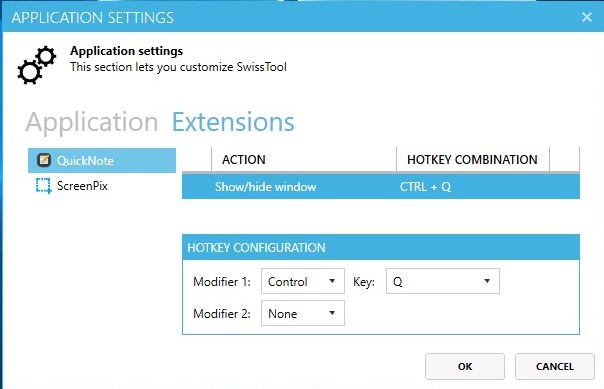 APPLICATION SETTINGS
Application settings
This section lets you customize SwissTool
Application Extensions
QuickNote
ScreenPix
ACTION HOTKEY COMBINATION
Show/hide window CTRL + Q
HOTKEY CONFIGURATION
Modifier 1: Control Key: Q
Modifier 2: None
OK CANCEL